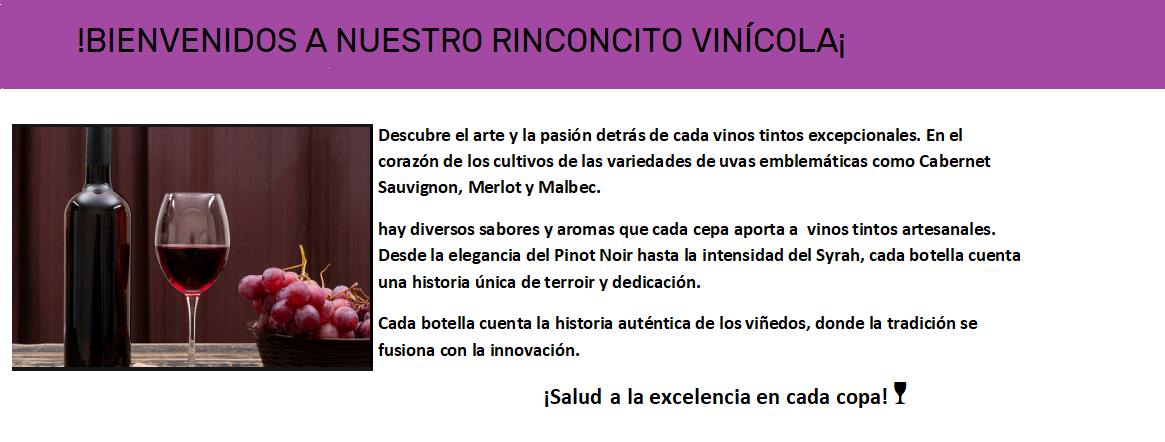 !BIENVENIDOS A NUESTRO RINCONCITO VINÍCOLA¡
Descubre el arte y la pasión detrás de cada vinos tintos excepcionales. En el
corazón de los cultivos de las variedades de uvas emblemáticas como Cabernet
Sauvignon, Merlot y Malbec.
hay diversos sabores y aromas que cada cepa aporta a  vinos tintos artesanales.
Desde la elegancia del Pinot Noir hasta la intensidad del Syrah, cada botella cuenta
una historia única de terroir y dedicación.
Cada botella cuenta la historia auténtica de los viñedos, donde la tradición se
fusiona con la innovación.
¡Salud a la excelencia en cada copa! 🍷